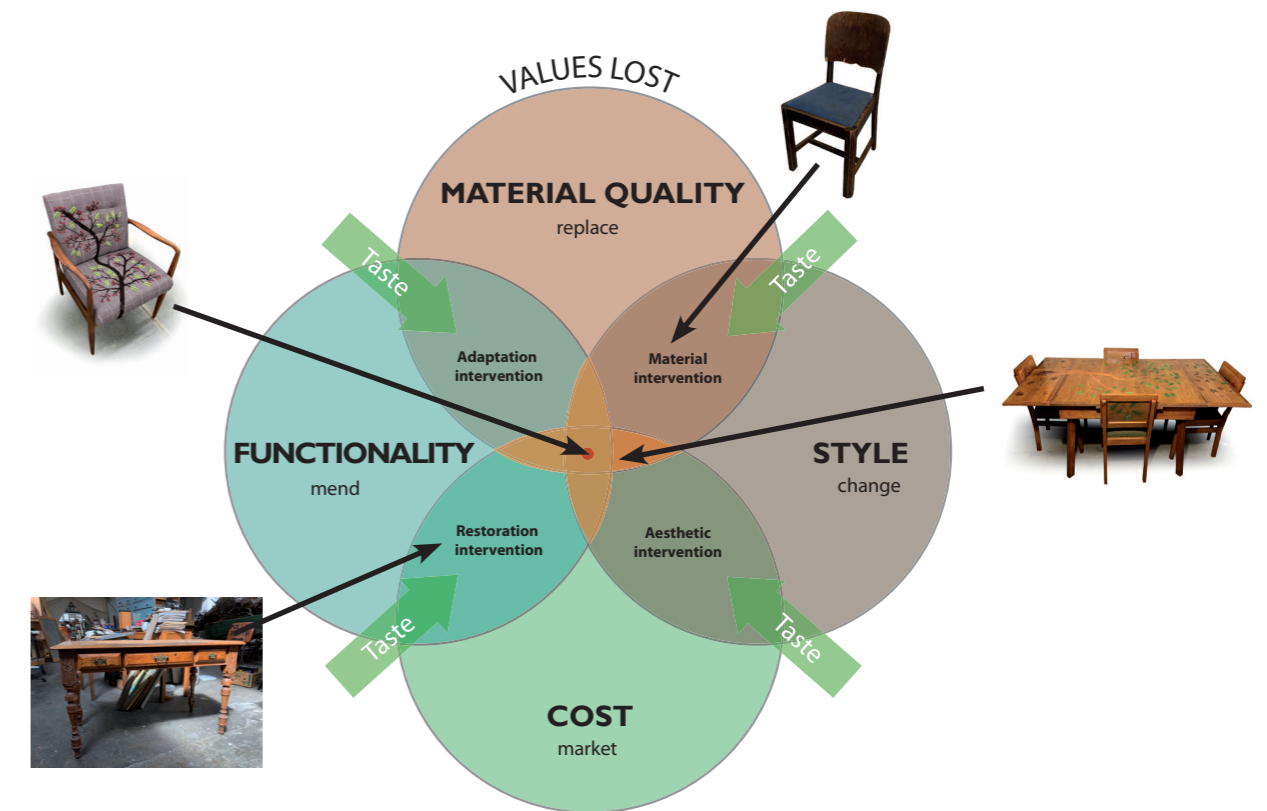 VALUES LOST
MATERIAL QUALITY
replace
Taste
Taste
Adaptation
intervention
Material
intervention
FUNCTIONALITY
mend
STYLE
change
Restoration
intervention
Aesthetic
intervention
Taste
Taste
COST
market